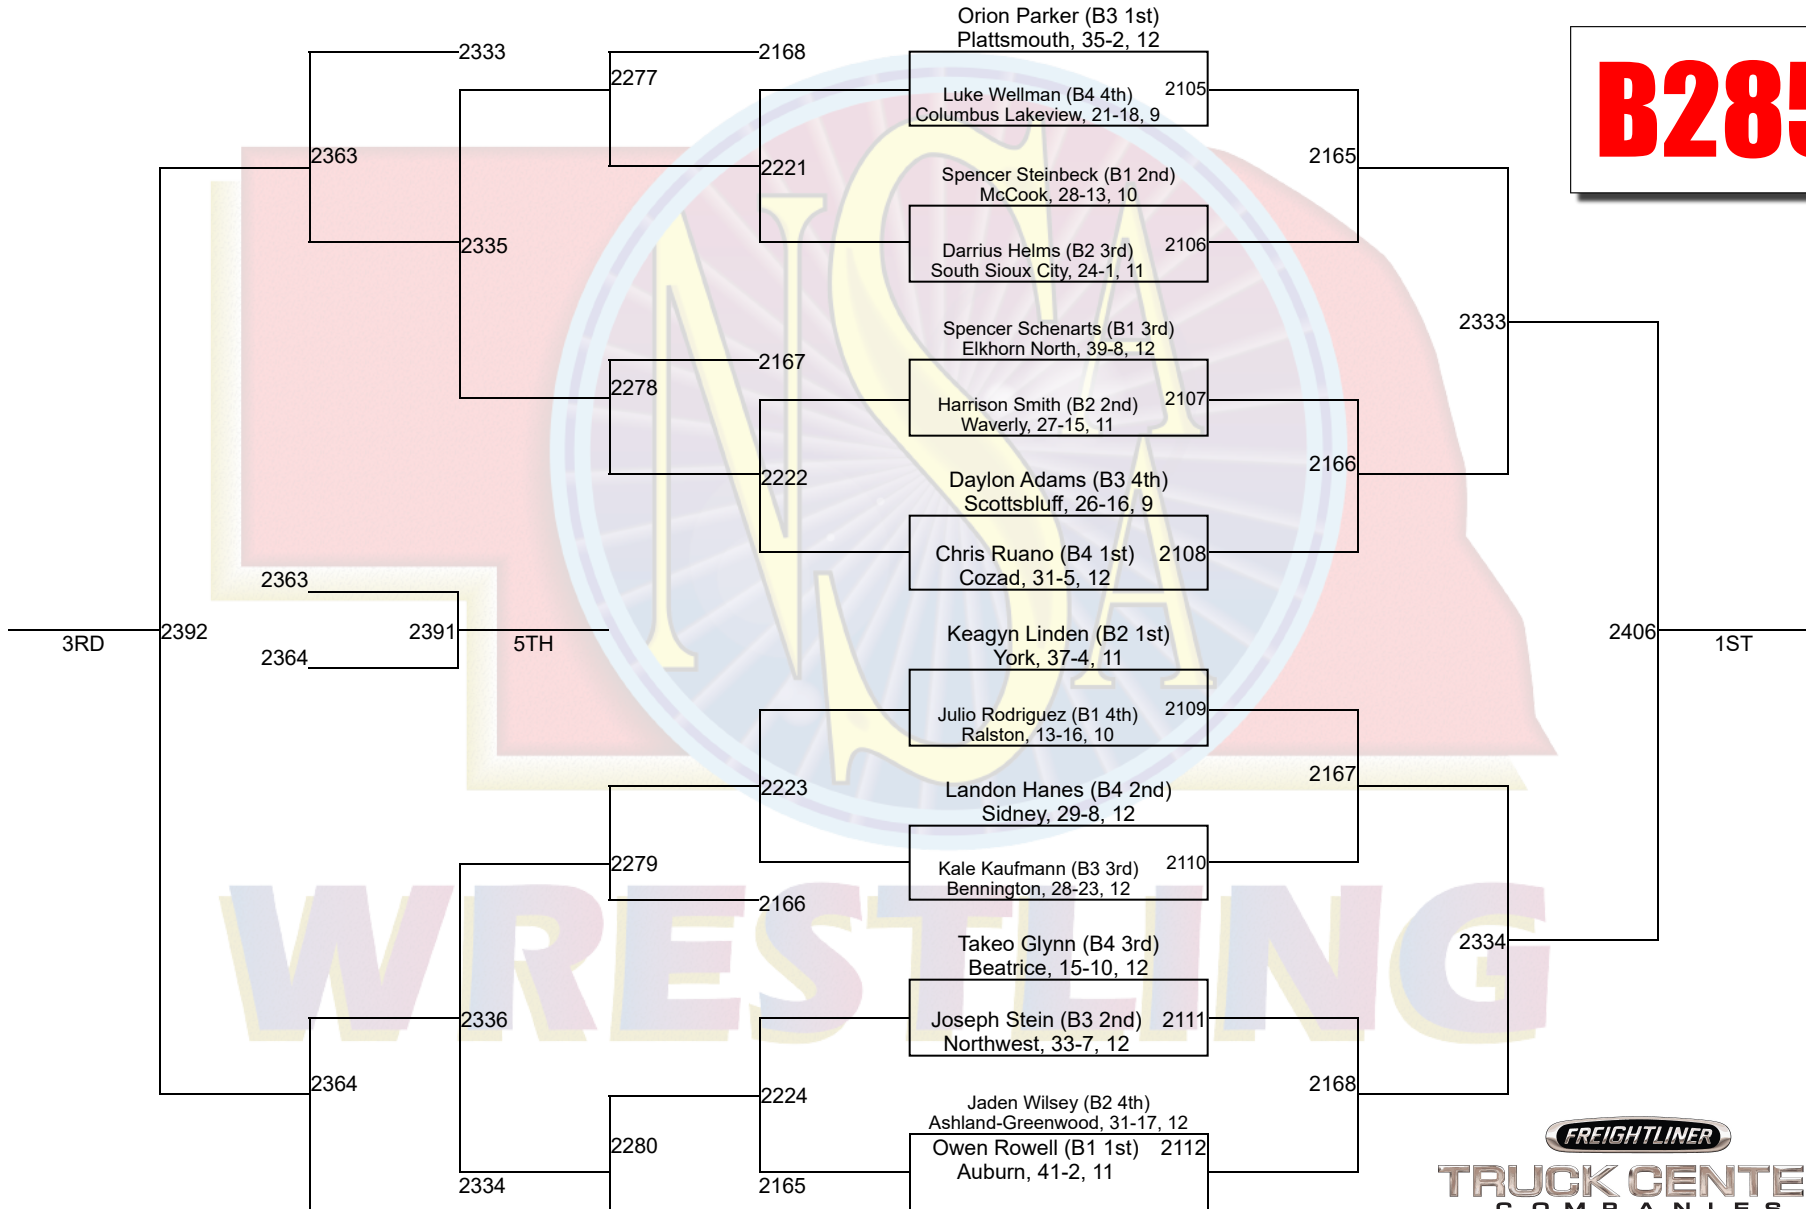 Orion Parker (B3 1st)
Plattsmouth, 35-2, 12
B285
2333
2168
2277
Luke Wellman (B4 4th)
2105
Columbus Lakeview, 21-18, 9
2363
2165
2221
Spencer Steinbeck (B1 2nd)
McCook, 28-13, 10
2335
Darrius Helms (B2 3rd)
2106
South Sioux City, 24-1, 11
2333
Spencer Schenarts (B1 3rd)
Elkhorn North, 39-8, 12
2167
2278
Harrison Smith (B2 2nd)
2107
Waverly, 27-15, 11
2166
2222
Daylon Adams (B3 4th)
Scottsbluff, 26-16, 9
Chris Ruano (B4 1st)
2108
Cozad, 31-5, 12
2363
2392
2391
3RD
5TH
2364
Keagyn Linden (B2 1st)
York, 37-4, 11
2406
1ST
Julio Rodriguez (B1 4th)
2109
Ralston, 13-16, 10
2167
2223
Landon Hanes (B4 2nd)
Sidney, 29-8, 12
2279
Kale Kaufmann (B3 3rd)
2110
Bennington, 28-23, 12
2166
Takeo Glynn (B4 3rd)
Beatrice, 15-10, 12
2334
2336
Joseph Stein (B3 2nd)
2111
Northwest, 33-7, 12
2364
2168
2224
Jaden Wilsey (B2 4th)
Ashland-Greenwood, 31-17, 12
2280
Owen Rowell (B1 1st)
2112
Auburn, 41-2, 11
2334
2165
NSAA
WRESTLING
FREIGHTLINER
TRUCK CENTE
COMPANIES